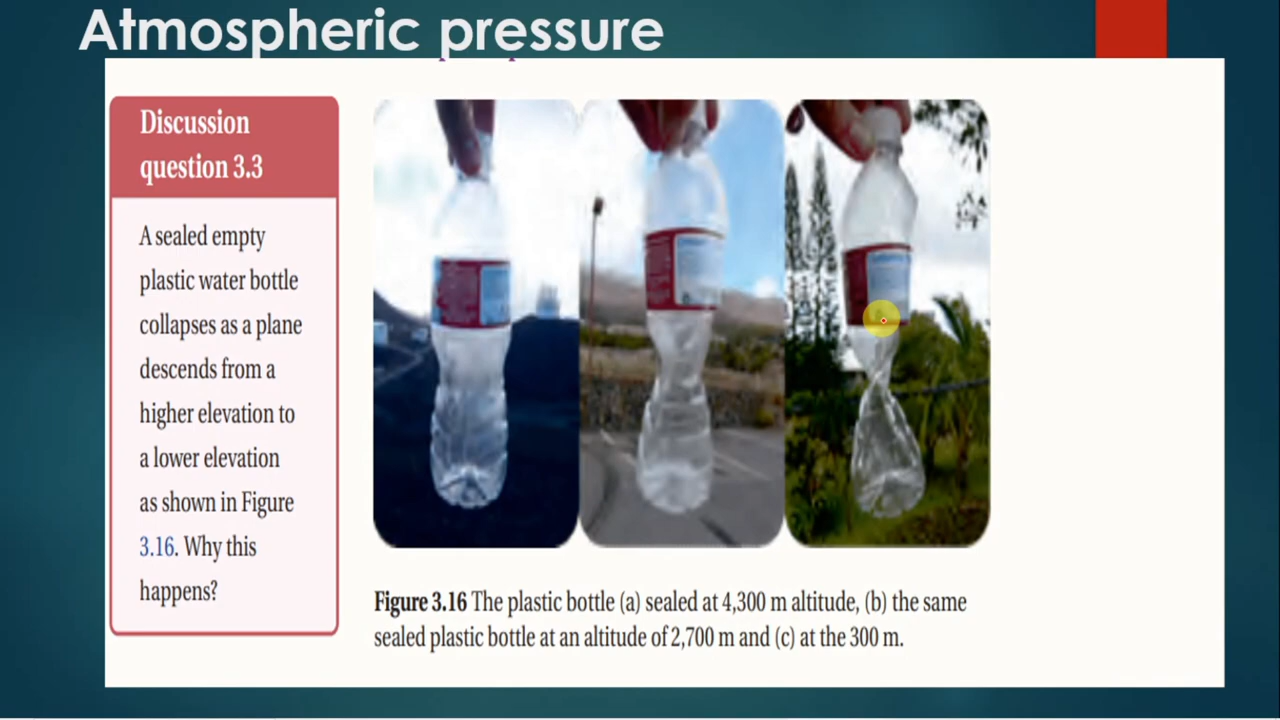 Atmospheric pressure
Discussion
question 3.3
A sealed empty
plastic water bottle
collapses as a plane
descends from a
higher elevation to
a lower elevation
as shown in Figure
3.16. Why this
happens?
Figure 3.16 The plastic bottle (a) sealed at 4,300 m altitude, (b) the same
sealed plastic bottle at an altitude of 2,700 m and (c) at the 300 m.